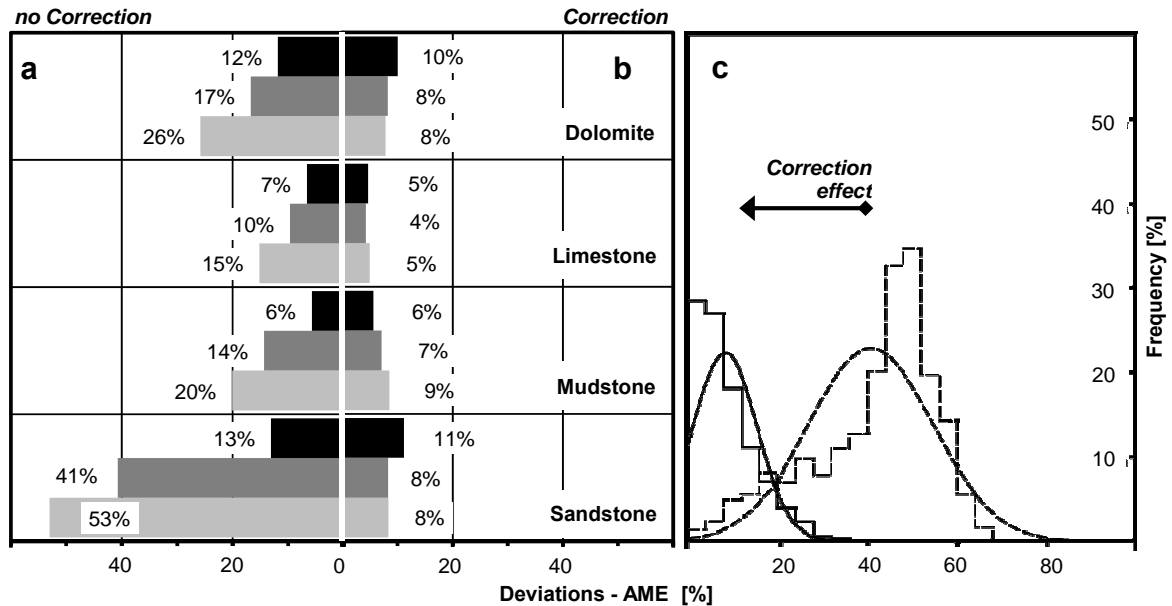 no Correction Correction
a b c
12% 10%
17% 8%
26% 8%
Dolomite
7% 5%
10% 4%
15% 5%
Limestone
6% 6%
14% 7%
20% 9%
Mudstone
13% 11%
41% 8%
53% 8%
Sandstone
40 20 0 20 40
Deviations - AME [%]
Correction
effect
50
40
30
20
10
Frequency [%]
20 40 60 80